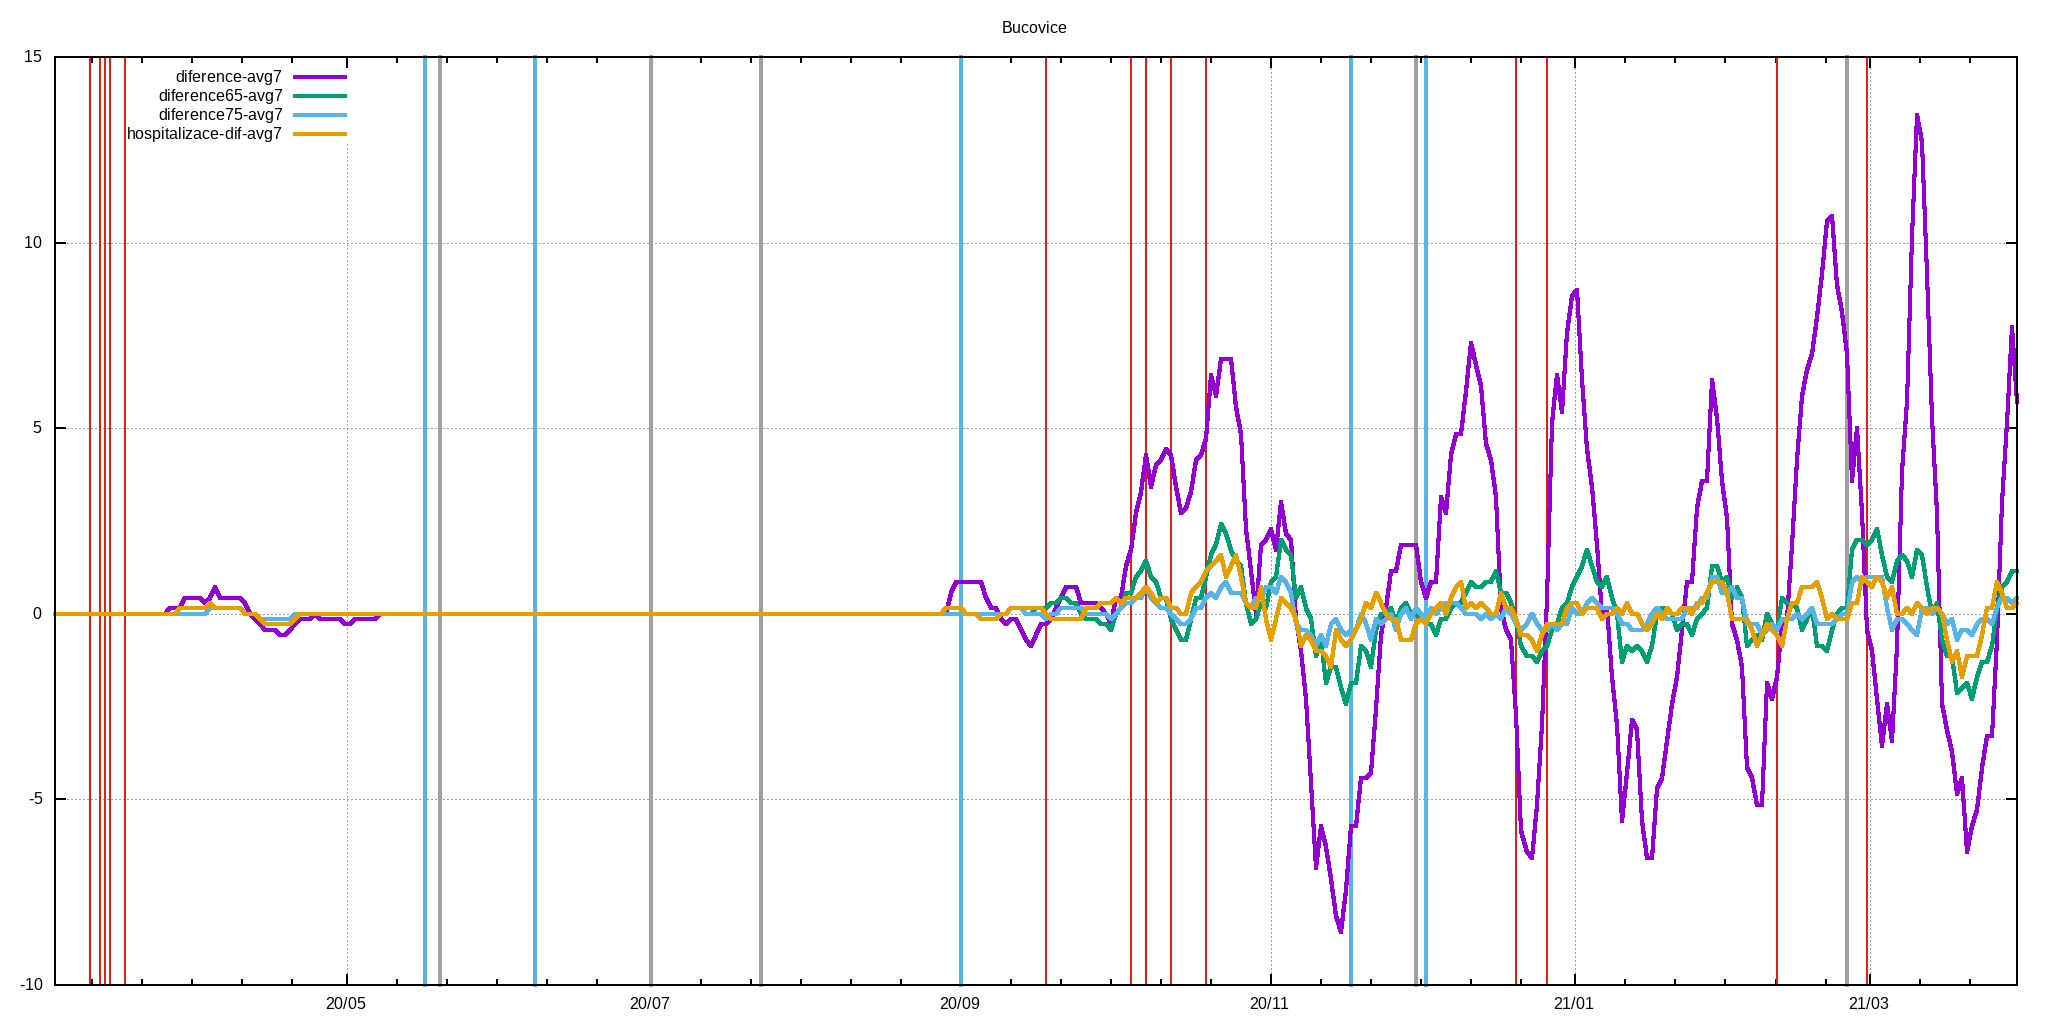 Bucovice
15
diference-avg7
diference65-avg7
diference75-avg7
hospitalizace-dif-avg7
10
5
0
-5
-10
20/05
20/07
20/09
20/11
21/01
21/03